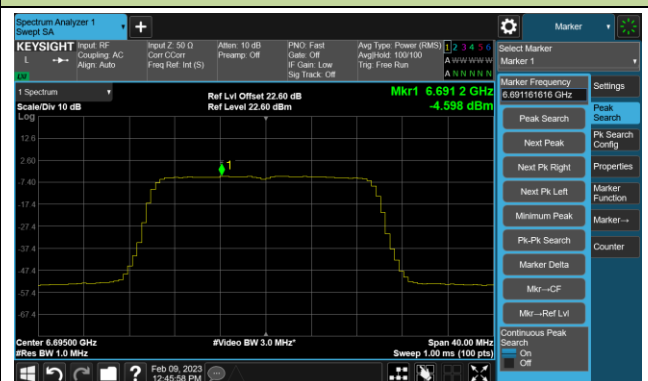 Spectrum Analyzer 1
Swept SA
+
Marker
KEYSIGHT Input: RF Input Z: 50 Ω Atten: 10 dB PNO: Fast Avg Type: Power (RMS) 1 2 3 4 5 6
L Coupling: AC Corr CCorr Preamp: Off Gate: Off Avg|Hold: 100/100 A W W W W W
Align: Auto Freq Ref: Int (S) IF Gain: Low Trig: Free Run
Sig Track: Off A N N N N N
Select Marker
Marker 1
1 Spectrum
Scale/Div 10 dB
Ref Lvl Offset 22.60 dB
Ref Level 22.60 dBm
Mkr1 6.691 2 GHz
-4.598 dBm
Log
12.6
2.60
-7.40
-17.4
-27.4
-37.4
-47.4
-57.4
-67.4
1
Center 6.69500 GHz
#Res BW 1.0 MHz
#Video BW 3.0 MHz*
Span 40.00 MHz
Sweep 1.00 ms (100 pts)
Marker Frequency
6.691161616 GHz
Peak Search
Next Peak
Next Pk Right
Next Pk Left
Minimum Peak
Pk-Pk Search
Marker Delta
Mkr→CF
Mkr→Ref Lvl
Continuous Peak
Search
On
Off
Settings
Peak
Search
Pk Search
Config
Properties
Marker
Function
Marker→
Counter
?
Feb 09, 2023
12:45:58 PM